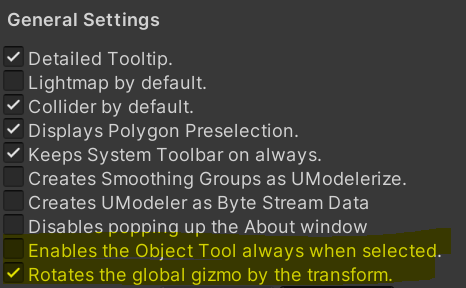 General Settings
Detailed Tooltip.
Lightmap by default.
Collider by default.
Displays Polygon Preselection.
Keeps System Toolbar on always.
Creates Smoothing Groups as UModelerize.
Creates UModeler as Byte Stream Data
Disables popping up the About window
Enables the Object Tool always when selected.
Rotates the global gizmo by the transform.